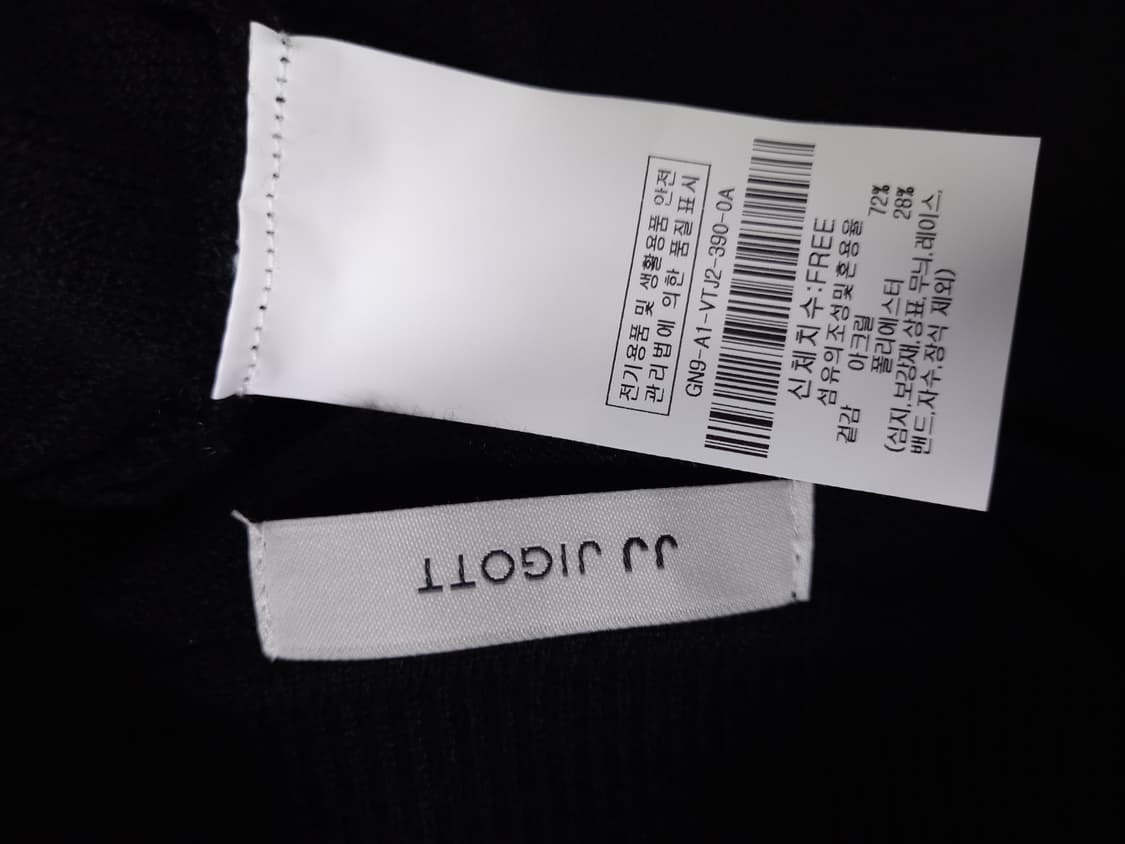 전기용품 및 생활용품 안전
관리법에 의한 품질표시
GN9-A1-VTJ2-390-0A
신체치수:FREE
섬유의조성및혼용율
겉감 아크릴 72%
폴리에스터 28%
(심지,보강재,상표,무늬,레이스,
밴드,자수,장식 제외)
JJ JIGOTT